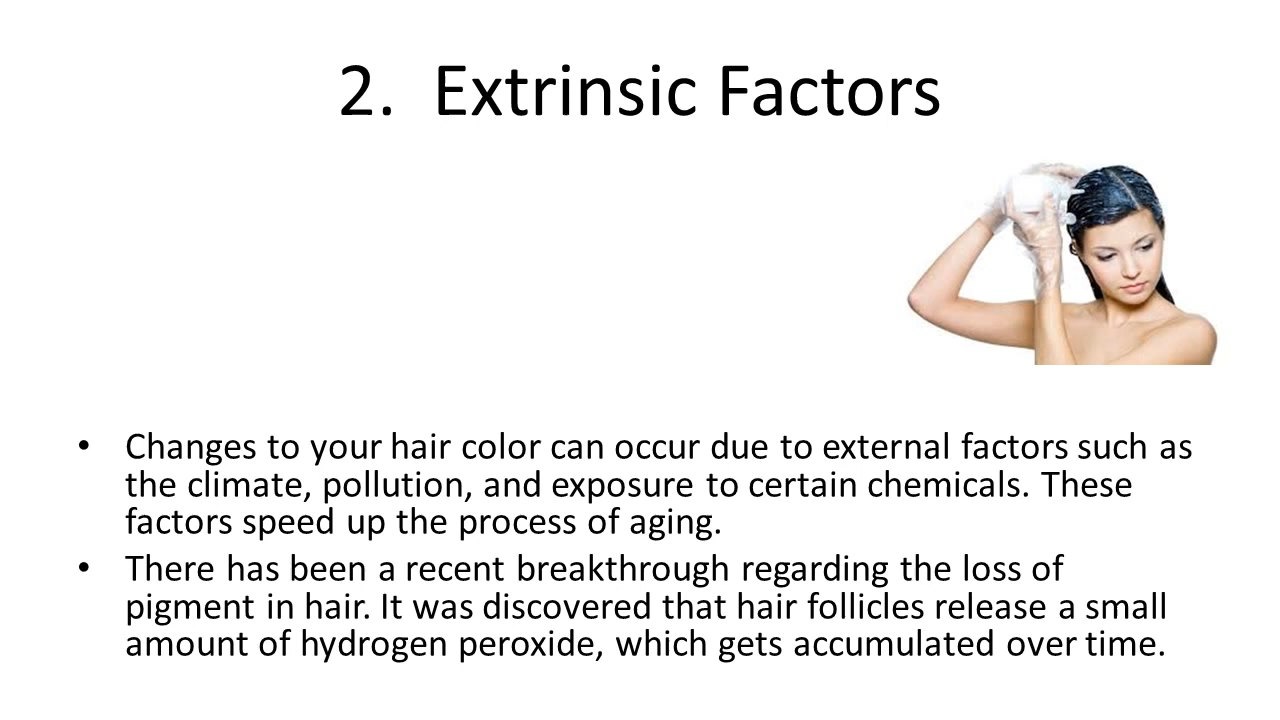 2.  Extrinsic Factors
• Changes to your hair color can occur due to external factors such as
the climate, pollution, and exposure to certain chemicals. These
factors speed up the process of aging.
• There has been a recent breakthrough regarding the loss of
pigment in hair. It was discovered that hair follicles release a small
amount of hydrogen peroxide, which gets accumulated over time.